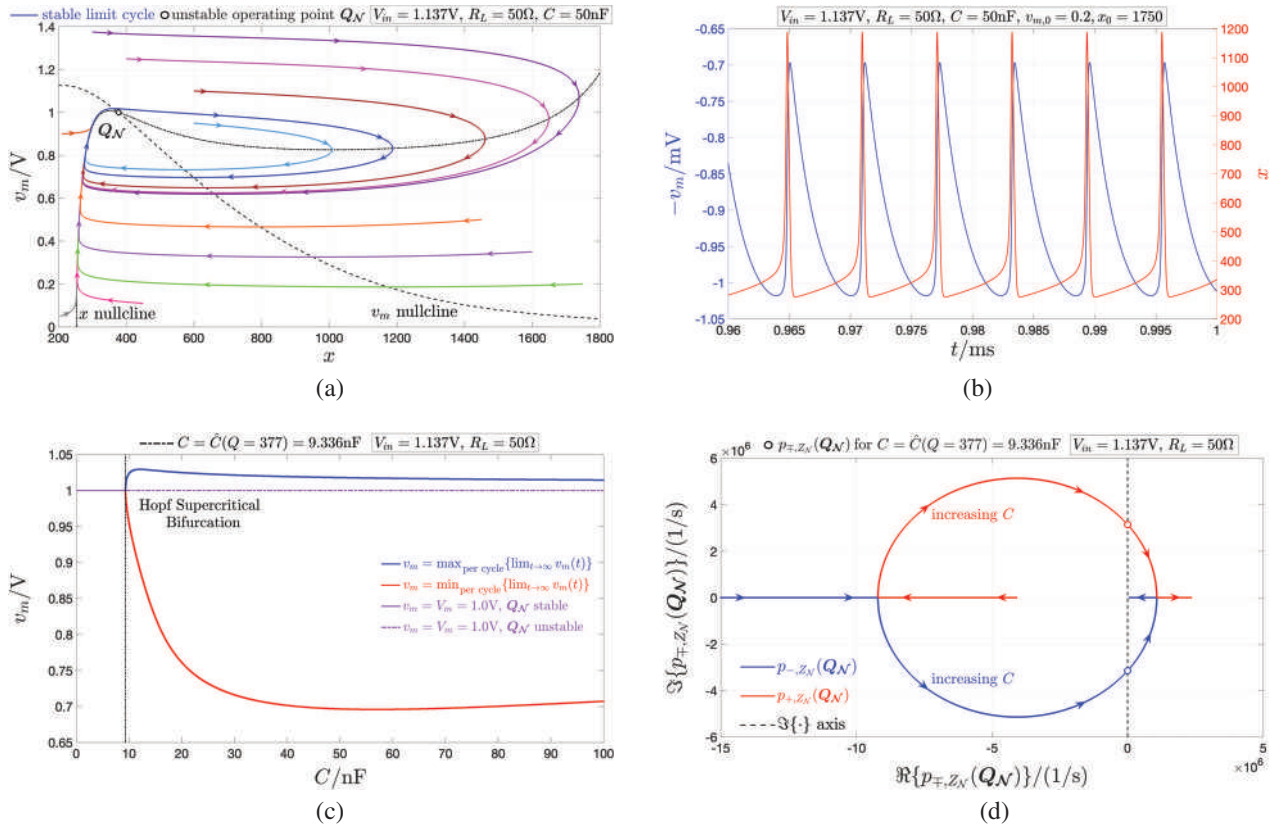 stable limit cycle unstable operating point Q_𝒩 V_in = 1.137V, R_L = 50Ω, C = 50nF
1.4
1.2
1
0.8
0.6
0.4
0.2
0
v_m/V
Q_𝒩
x nullcline
v_m nullcline
200 400 600 800 1000 1200 1400 1600 1800
x
(a)
V_in = 1.137V, R_L = 50Ω, C = 50nF, v_m,0 = 0.2, x_0 = 1750
-0.65
-0.7
-0.75
-0.8
-0.85
-0.9
-0.95
-1
-1.05
−v_m/mV
1200
1100
1000
900
800
700
600
500
400
300
200
x
0.96 0.965 0.97 0.975 0.98 0.985 0.99 0.995 1
t/ms
(b)
C = Ĉ(Q = 377) = 9.336nF V_in = 1.137V, R_L = 50Ω
1.05
1
0.95
0.9
0.85
0.8
0.75
0.7
0.65
v_m/V
Hopf Supercritical
Bifurcation
v_m = max_per cycle{lim_t→∞ v_m(t)}
v_m = min_per cycle{lim_t→∞ v_m(t)}
v_m = V_m = 1.0V, Q_𝒩 stable
v_m = V_m = 1.0V, Q_𝒩 unstable
0 10 20 30 40 50 60 70 80 90 100
C/nF
(c)
p_∓,Z_𝒩(Q_𝒩) for C = Ĉ(Q = 377) = 9.336nF V_in = 1.137V, R_L = 50Ω
×10^6
6
4
2
0
-2
-4
-6
ℑ{p_∓,Z_𝒩(Q_𝒩)}/(1/s)
increasing C
increasing C
p_−,Z_𝒩(Q_𝒩)
p_+,Z_𝒩(Q_𝒩)
ℑ{·} axis
-15 -10 -5 0 5
×10^6
ℜ{p_∓,Z_𝒩(Q_𝒩)}/(1/s)
(d)